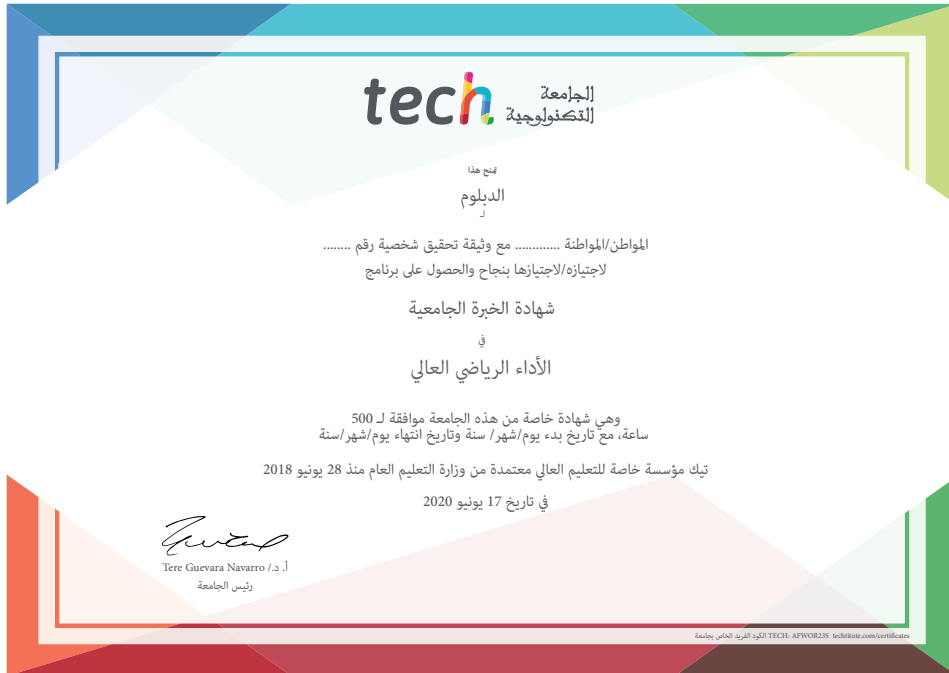 tech الجامعة
التكنولوجية
تمنح هذا
الدبلوم
لـ
المواطن/المواطنة ............. مع وثيقة تحقيق شخصية رقم ........
لاجتيازه/لاجتيازها بنجاح والحصول على برنامج
شهادة الخبرة الجامعية
في
الأداء الرياضي العالي
وهي شهادة خاصة من هذه الجامعة موافقة لـ 500
ساعة، مع تاريخ بدء يوم/شهر/ سنة وتاريخ انتهاء يوم/شهر/سنة
تيك مؤسسة خاصة للتعليم العالي معتمدة من وزارة التعليم العام منذ 28 يونيو 2018
في تاريخ 17 يونيو 2020
أ. د./ Tere Guevara Navarro
رئيس الجامعة
الكود الفريد الخاص بجامعة TECH: AFWOR235 techtitute.com/certificates